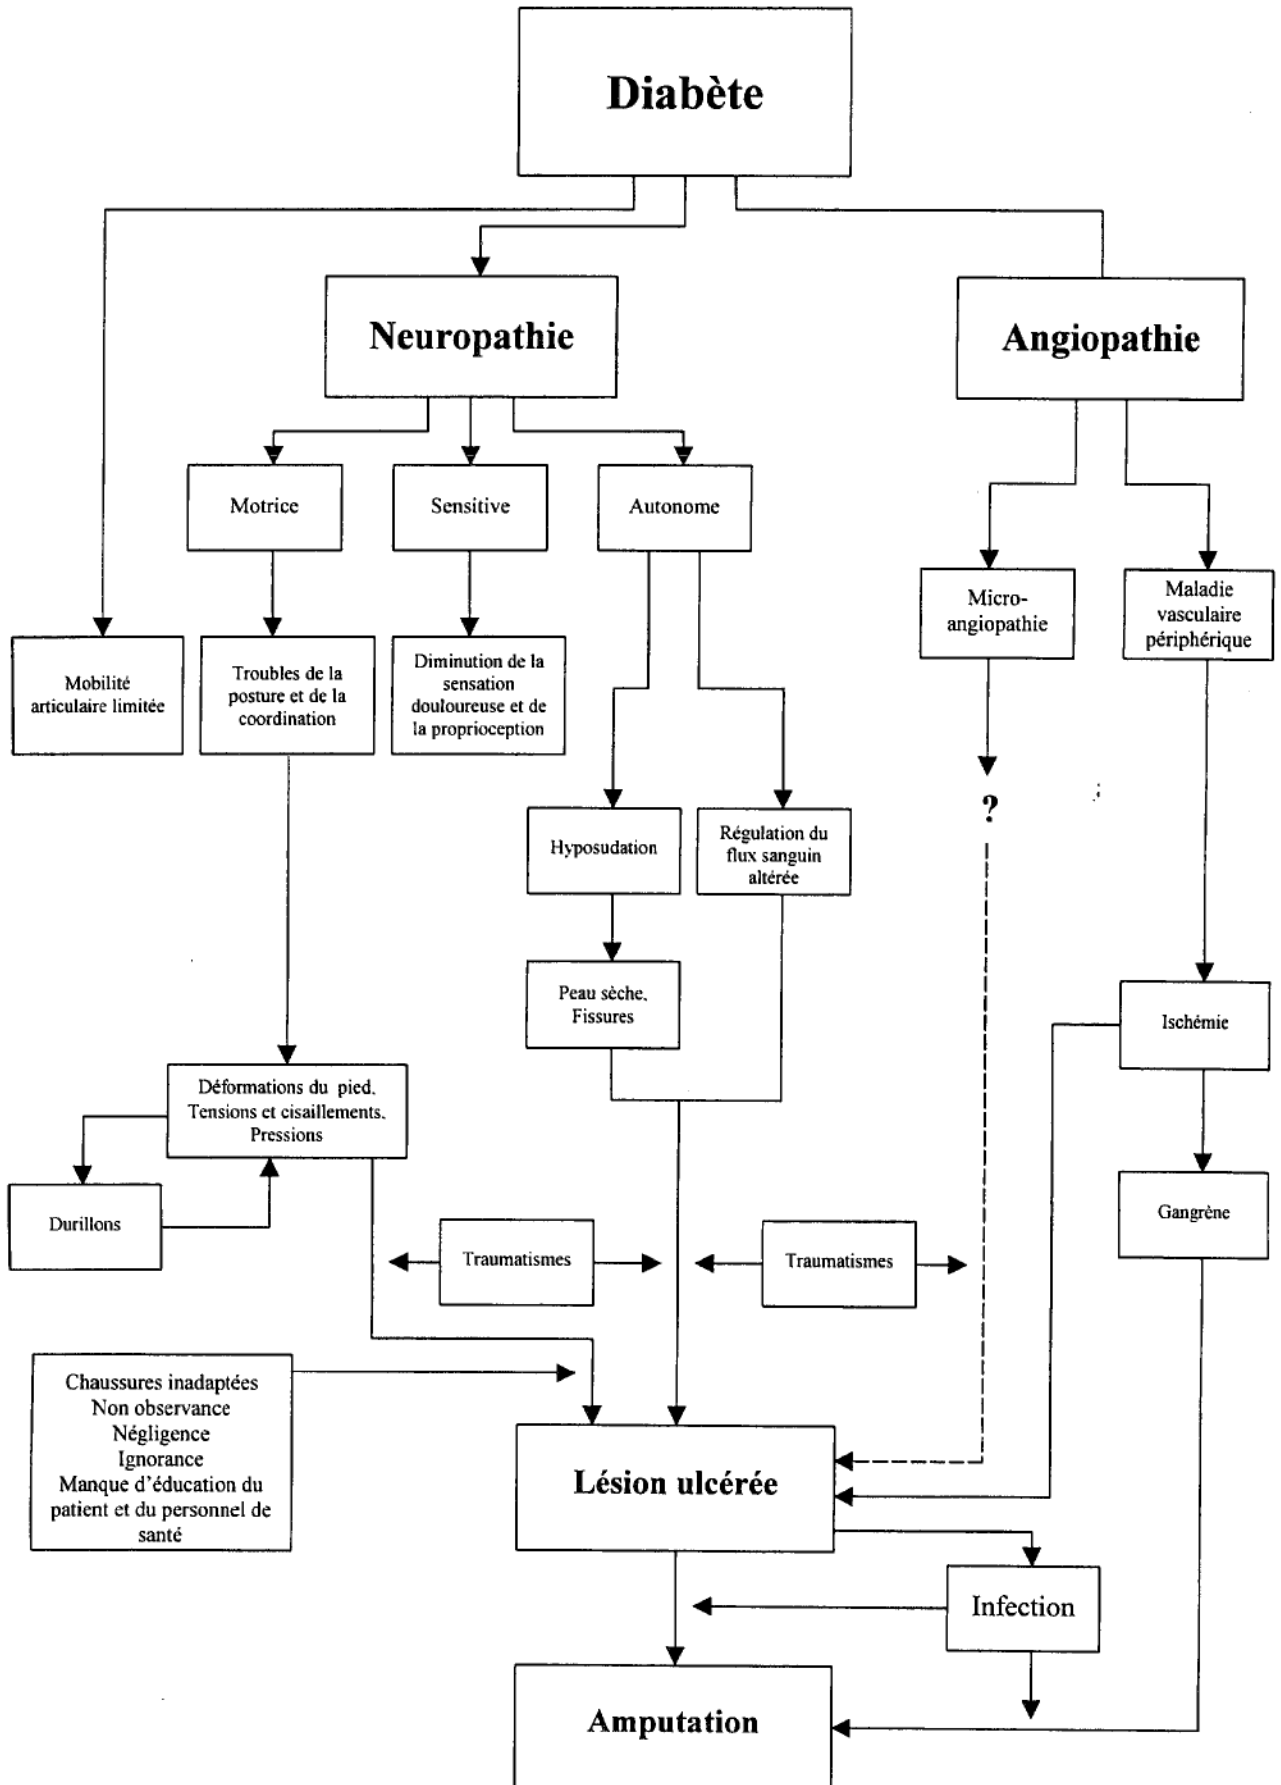 Diabète
Neuropathie
Angiopathie
Motrice
Sensitive
Autonome
Micro-
angiopathie
Maladie
vasculaire
périphérique
Mobilité
articulaire limitée
Troubles de la
posture et de la
coordination
Diminution de la
sensation
douloureuse et de
la proprioception
?
Hyposudation
Régulation du
flux sanguin
altérée
Peau sèche.
Fissures
Ischémie
Déformations du pied.
Tensions et cisaillements.
Pressions
Durillons
Gangrène
Traumatismes
Traumatismes
Chaussures inadaptées
Non observance
Négligence
Ignorance
Manque d'éducation du
patient et du personnel de
santé
Lésion ulcérée
Infection
Amputation